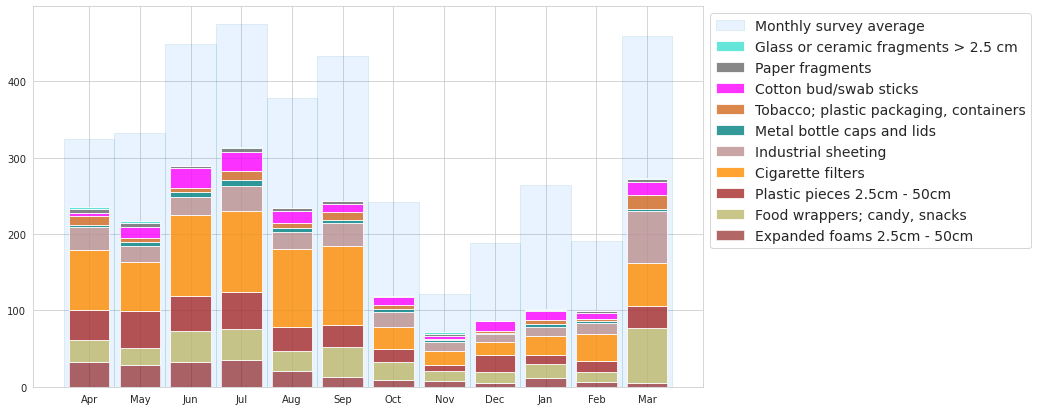 Monthly survey average
Glass or ceramic fragments > 2.5 cm
Paper fragments
Cotton bud/swab sticks
Tobacco; plastic packaging, containers
Metal bottle caps and lids
Industrial sheeting
Cigarette filters
Plastic pieces 2.5cm - 50cm
Food wrappers; candy, snacks
Expanded foams 2.5cm - 50cm
400
300
200
100
0
Apr May Jun Jul Aug Sep Oct Nov Dec Jan Feb Mar